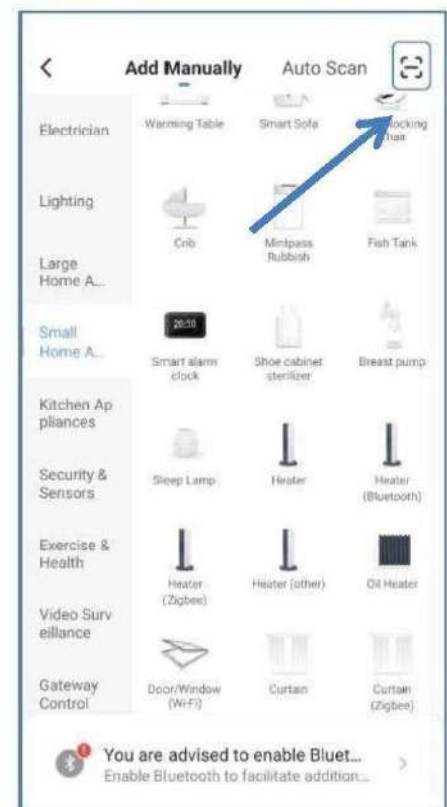 Add Manually Auto Scan
Electrician
Lighting
Large
Home A...
Small
Home A...
Kitchen Ap
pliances
Security &
Sensors
Exercise &
Health
Video Surv
eillance
Gateway
Control
Warming Table Smart Sofa
Crib Mintpass
Rubbish Fish Tank
20:30
Smart alarm
clock Shoe cabinet
sterilizer Breast pump
Sleep Lamp Heater Heater
(Bluetooth)
Heater
(Zigbee) Heater (other) Oil Heater
Door/Window
(Wi-Fi) Curtain Curtain
(Zigbee)
You are advised to enable Bluet...
Enable Bluetooth to facilitate addition...